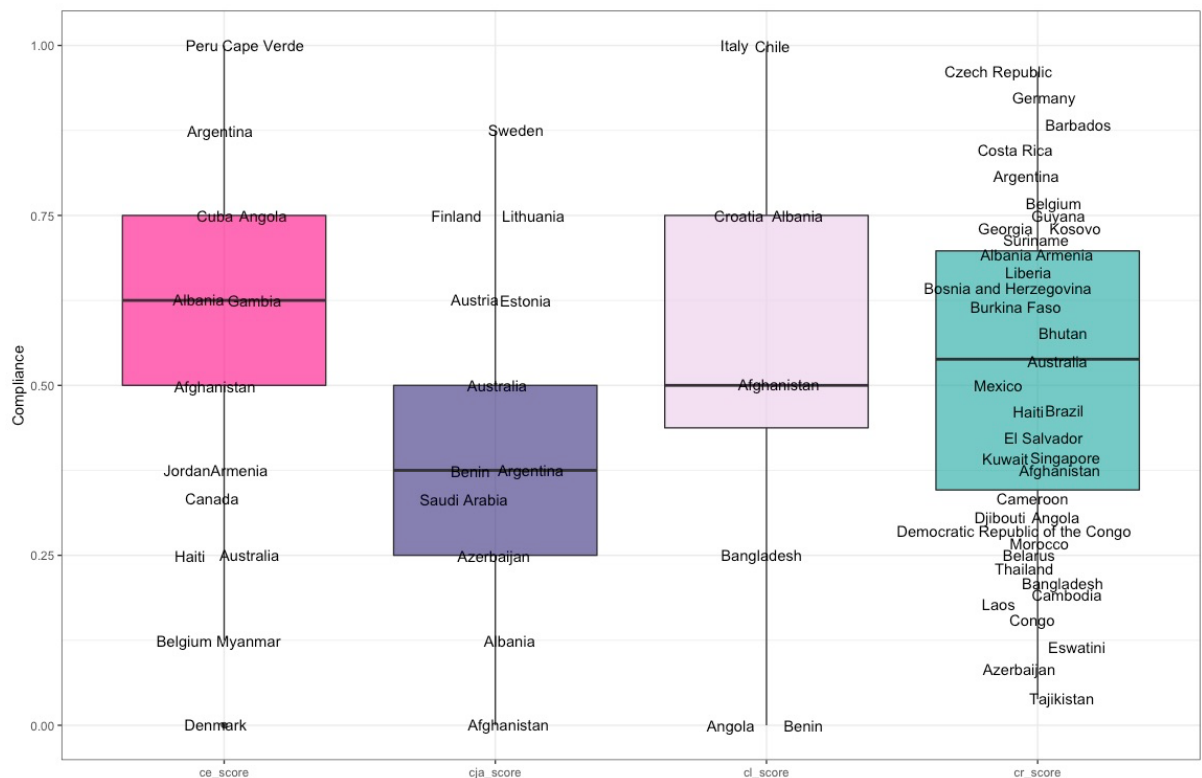 1.00
0.75
0.50
0.25
0.00
Compliance
Peru Cape Verde
Argentina
Cuba Angola
Albania Gambia
Afghanistan
Jordan Armenia
Canada
Haiti Australia
Belgium Myanmar
Denmark
ce_score
Sweden
Finland Lithuania
Austria Estonia
Australia
Benin Argentina
Saudi Arabia
Azerbaijan
Albania
Afghanistan
cja_score
Italy Chile
Croatia Albania
Afghanistan
Bangladesh
Angola Benin
cl_score
Czech Republic
Germany
Barbados
Costa Rica
Argentina
Belgium
Guyana
Georgia Kosovo
Suriname
Albania Armenia
Liberia
Bosnia and Herzegovina
Burkina Faso
Bhutan
Australia
Mexico
Haiti Brazil
El Salvador
Kuwait Singapore
Afghanistan
Cameroon
Djibouti Angola
Democratic Republic of the Congo
Morocco
Belarus
Thailand
Bangladesh
Cambodia
Laos
Congo
Eswatini
Azerbaijan
Tajikistan
cr_score